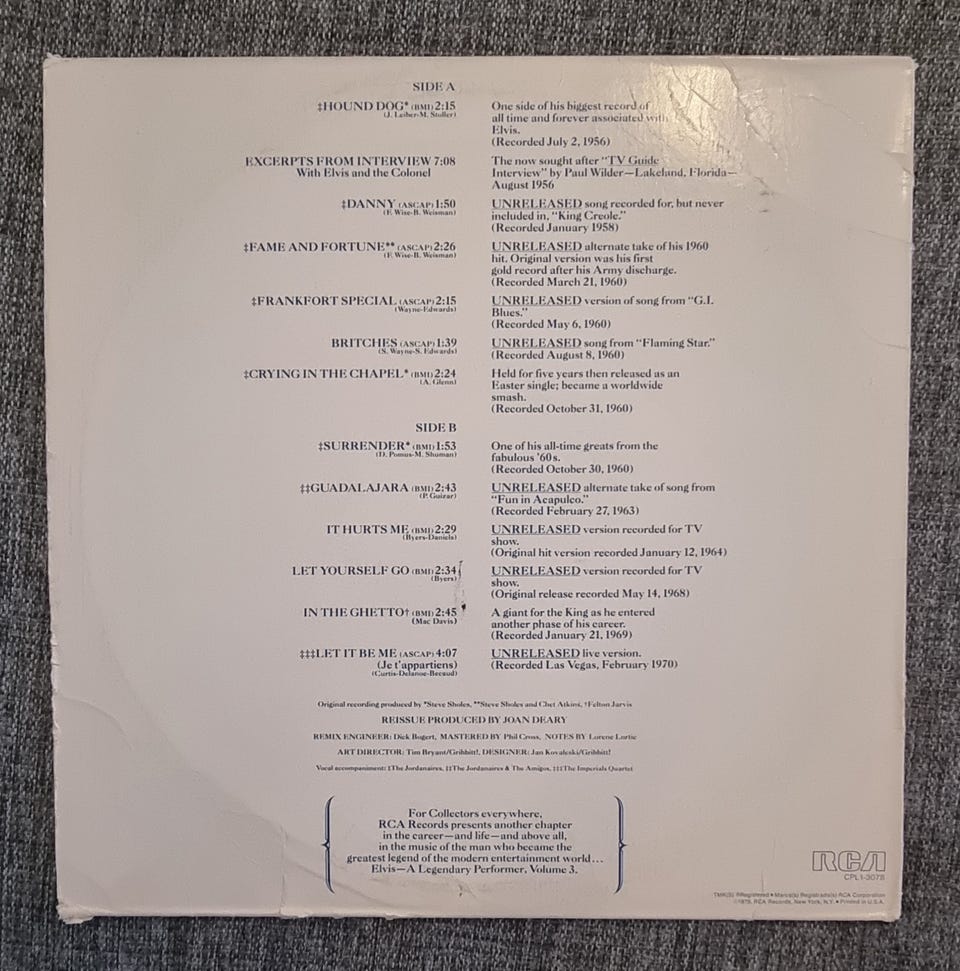 SIDE A
‡HOUND DOG* (BMI) 2:15
(J. Leiber-M. Stoller)
One side of his biggest record of
all time and forever associated with
Elvis.
(Recorded July 2, 1956)
EXCERPTS FROM INTERVIEW 7:08
With Elvis and the Colonel
The now sought after "TV Guide
Interview" by Paul Wilder—Lakeland, Florida—
August 1956
‡DANNY (ASCAP) 1:50
(F. Wise-B. Weisman)
UNRELEASED song recorded for, but never
included in, "King Creole."
(Recorded January 1958)
‡FAME AND FORTUNE** (ASCAP) 2:26
(F. Wise-B. Weisman)
UNRELEASED alternate take of his 1960
hit. Original version was his first
gold record after his Army discharge.
(Recorded March 21, 1960)
‡FRANKFORT SPECIAL (ASCAP) 2:15
(Wayne-Edwards)
UNRELEASED version of song from "G.I.
Blues."
(Recorded May 6, 1960)
BRITCHES (ASCAP) 1:39
(S. Wayne-S. Edwards)
UNRELEASED song from "Flaming Star."
(Recorded August 8, 1960)
‡CRYING IN THE CHAPEL* (BMI) 2:24
(A. Glenn)
Held for five years then released as an
Easter single; became a worldwide
smash.
(Recorded October 31, 1960)
SIDE B
‡SURRENDER* (BMI) 1:53
(D. Pomus-M. Shuman)
One of his all-time greats from the
fabulous '60s.
(Recorded October 30, 1960)
‡‡GUADALAJARA (BMI) 2:43
(P. Guizar)
UNRELEASED alternate take of song from
"Fun in Acapulco."
(Recorded February 27, 1963)
IT HURTS ME (BMI) 2:29
(Byers-Daniels)
UNRELEASED version recorded for TV
show.
(Original hit version recorded January 12, 1964)
LET YOURSELF GO (BMI) 2:34
(Byers)
UNRELEASED version recorded for TV
show.
(Original release recorded May 14, 1968)
IN THE GHETTO† (BMI) 2:45
(Mac Davis)
A giant for the King as he entered
another phase of his career.
(Recorded January 21, 1969)
‡‡‡LET IT BE ME (ASCAP) 4:07
(Je t'appartiens)
(Curtis-Delanoe-Becaud)
UNRELEASED live version.
(Recorded Las Vegas, February 1970)
Original recording produced by *Steve Sholes, **Steve Sholes and Chet Atkins, †Felton Jarvis
REISSUE PRODUCED BY JOAN DEARY
REMIX ENGINEER: Dick Bogert, MASTERED BY Phil Cross, NOTES BY Lorene Lortie
ART DIRECTOR: Tim Bryant/Gribbitt!, DESIGNER: Jan Kovaleski/Gribbitt!
Vocal accompaniment: ‡The Jordanaires, ‡‡The Jordanaires & The Amigos, ‡‡‡The Imperials Quartet
For Collectors everywhere,
RCA Records presents another chapter
in the career—and life—and above all,
in the music of the man who became the
greatest legend of the modern entertainment world...
Elvis—A Legendary Performer, Volume 3.
RCA
CPL1-3078
TMK(S) ®Registered • Marca(s) Registrada(s) RCA Corporation
©1978, RCA Records, New York, N.Y. • Printed in U.S.A.